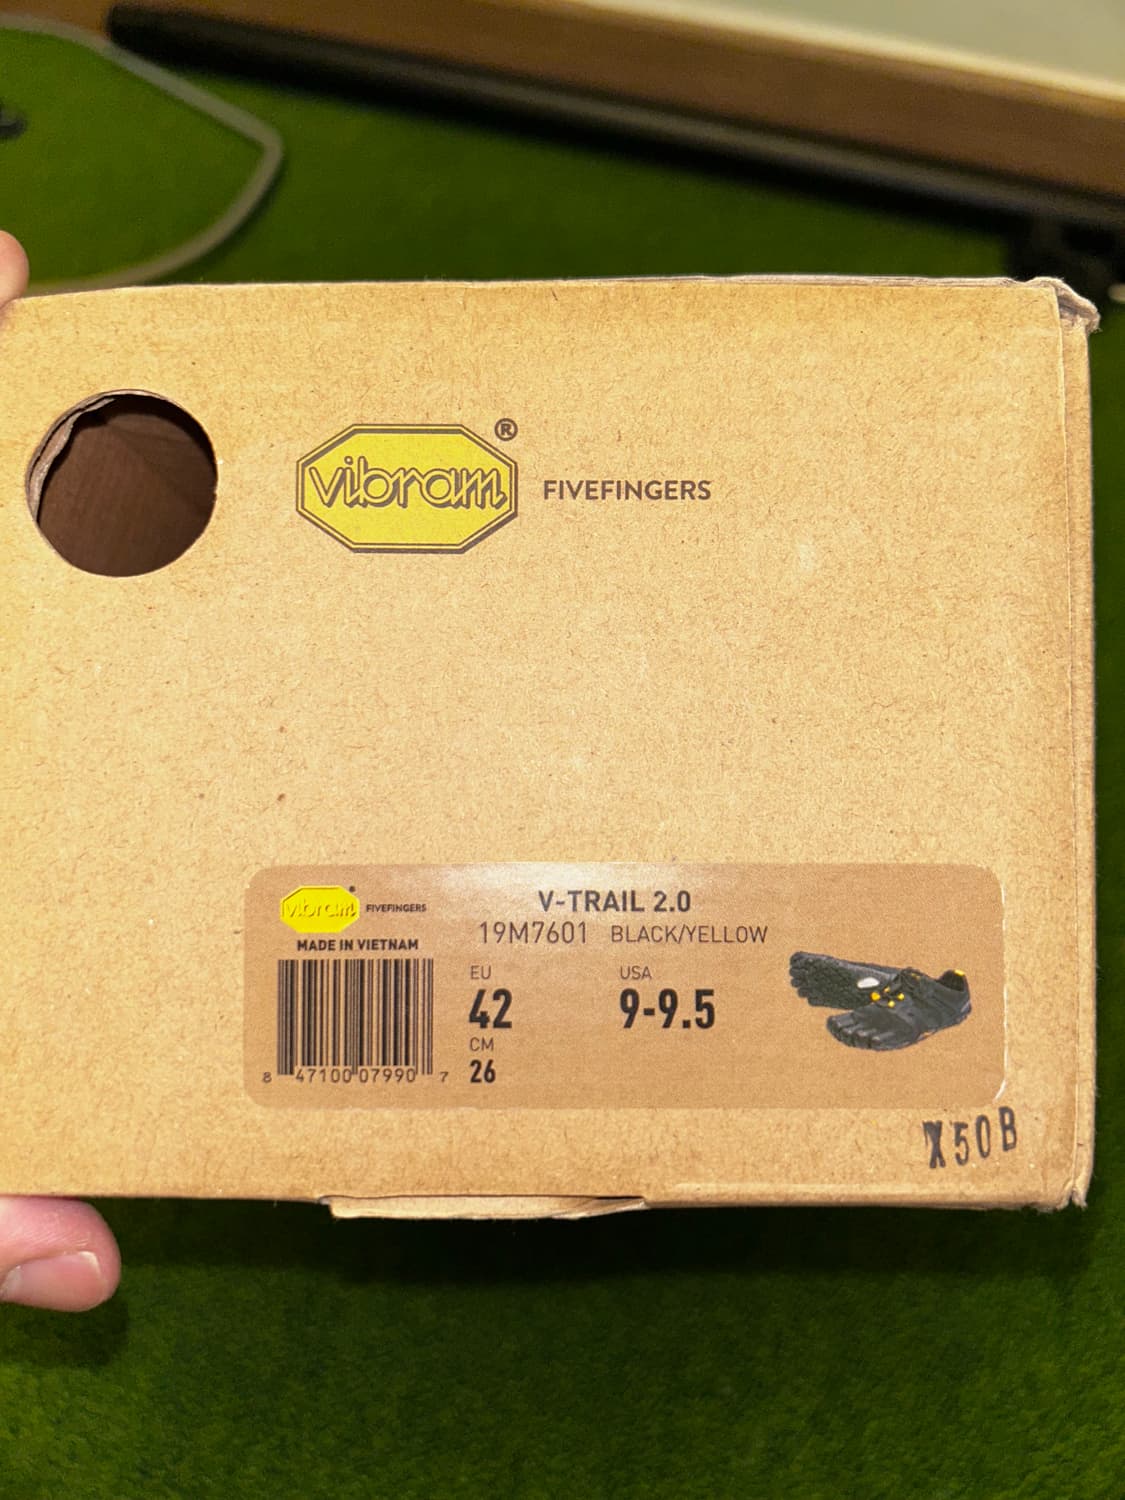 vibram® FIVEFINGERS
vibram FIVEFINGERS
MADE IN VIETNAM
8 47100 07990 7
V-TRAIL 2.0
19M7601 BLACK/YELLOW
EU USA
42 9-9.5
CM
26
X50B